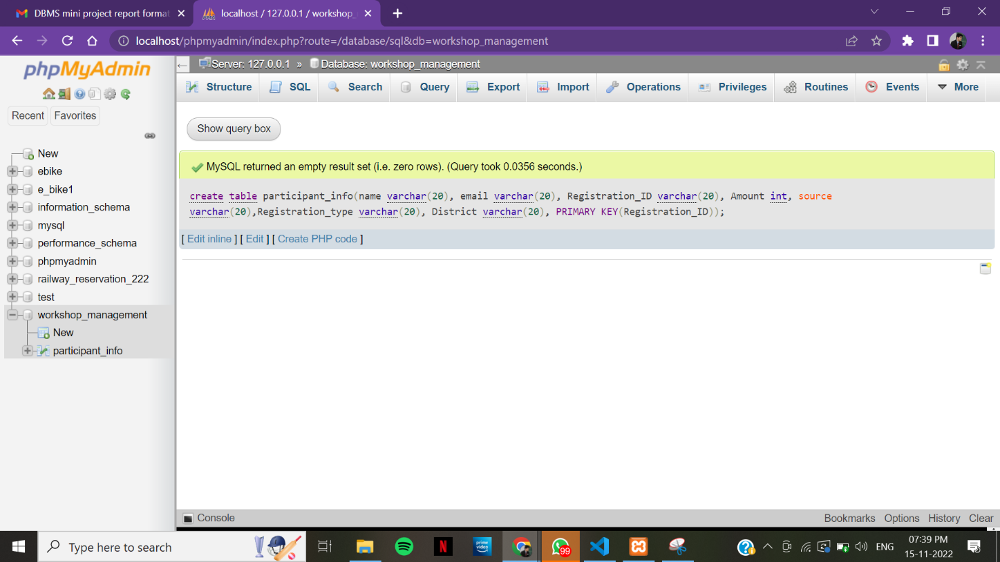 DBMS mini project report format
localhost / 127.0.0.1 / workshop_
localhost/phpmyadmin/index.php?route=/database/sql&db=workshop_management
phpMyAdmin
Recent Favorites
New
ebike
e_bike1
information_schema
mysql
performance_schema
phpmyadmin
railway_reservation_222
test
workshop_management
New
participant_info
Server: 127.0.0.1 » Database: workshop_management
Structure SQL Search Query Export Import Operations Privileges Routines Events More
Show query box
MySQL returned an empty result set (i.e. zero rows). (Query took 0.0356 seconds.)
create table participant_info(name varchar(20), email varchar(20), Registration_ID varchar(20), Amount int, source
varchar(20),Registration_type varchar(20), District varchar(20), PRIMARY KEY(Registration_ID));
[ Edit inline ] [ Edit ] [ Create PHP code ]
Console Bookmarks Options History Clear
Type here to search
N
prime video
99
ENG
07:39 PM
15-11-2022